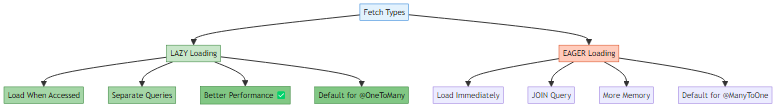 Fetch Types
LAZY Loading
EAGER Loading
Load When Accessed
Separate Queries
Better Performance ✅
Default for @OneToMany
Load Immediately
JOIN Query
More Memory
Default for @ManyToOne